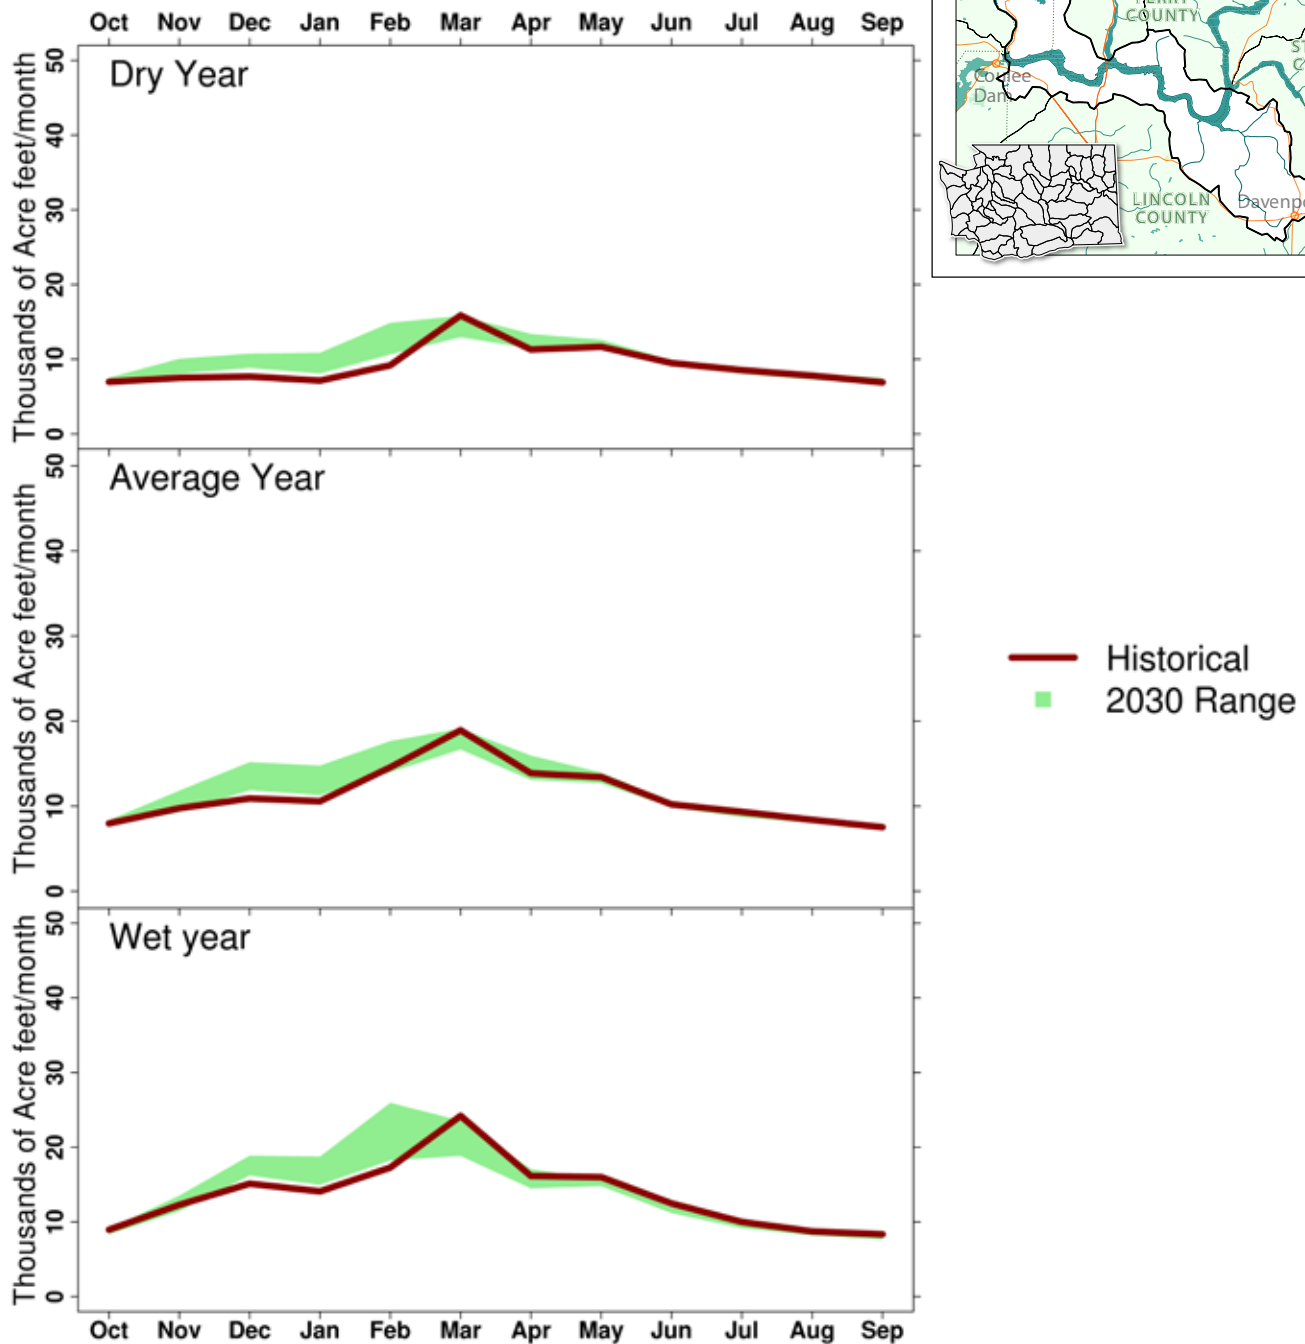 Oct Nov Dec Jan Feb Mar Apr May Jun Jul Aug Sep
Thousands of Acre feet/month
50
40
30
20
10
0
Dry Year
Thousands of Acre feet/month
50
40
30
20
10
0
Average Year
Thousands of Acre feet/month
50
40
30
20
10
0
Wet year
Oct Nov Dec Jan Feb Mar Apr May Jun Jul Aug Sep
COUNTY
Coulee
Dam
LINCOLN
COUNTY
Historical
2030 Range